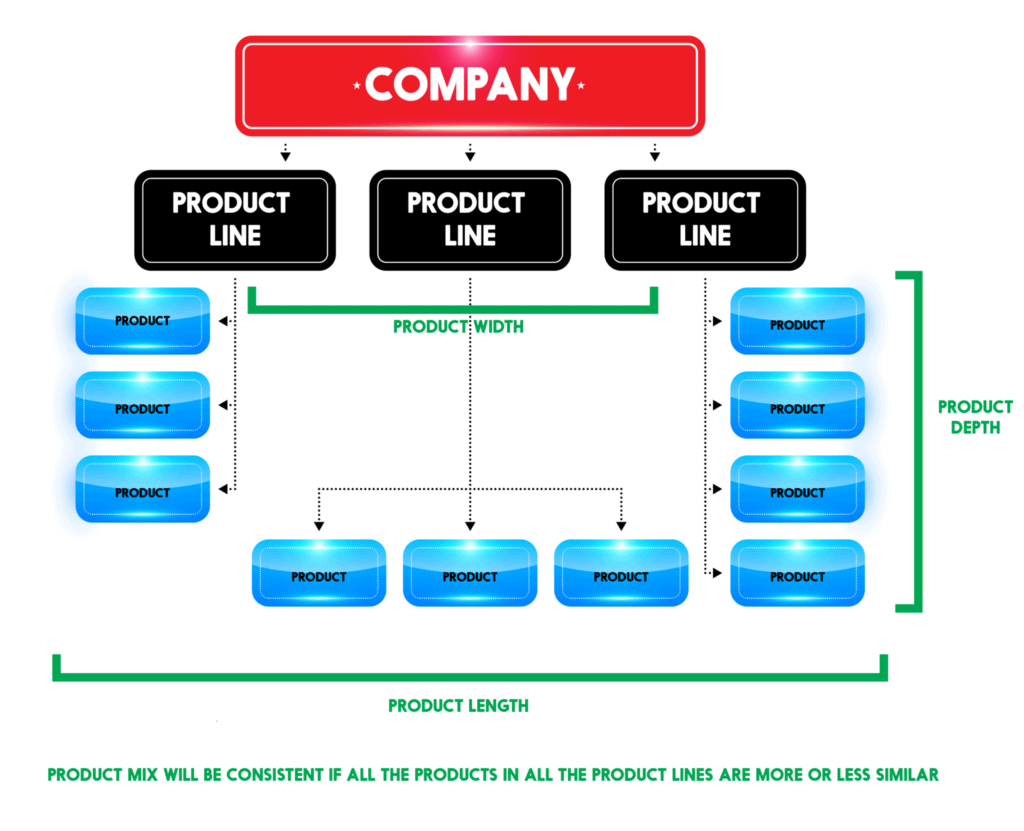 COMPANY
PRODUCT
LINE
PRODUCT
LINE
PRODUCT
LINE
PRODUCT
PRODUCT
PRODUCT
PRODUCT WIDTH
PRODUCT
PRODUCT
PRODUCT
PRODUCT
PRODUCT
PRODUCT
PRODUCT
PRODUCT
DEPTH
PRODUCT LENGTH
PRODUCT MIX WILL BE CONSISTENT IF ALL THE PRODUCTS IN ALL THE PRODUCT LINES ARE MORE OR LESS SIMILAR